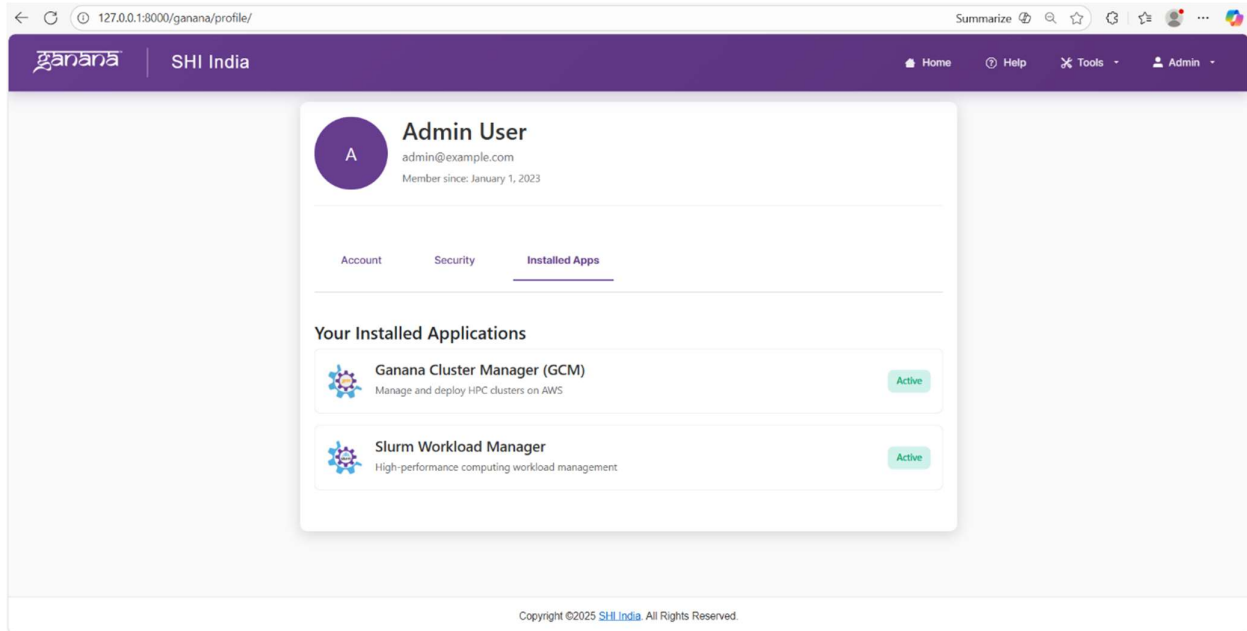 127.0.0.1:8000/ganana/profile/ Summarize
ganana SHI India Home Help Tools Admin
A
Admin User
admin@example.com
Member since: January 1, 2023
Account Security Installed Apps
Your Installed Applications
Ganana Cluster Manager (GCM)
Manage and deploy HPC clusters on AWS
Active
Slurm Workload Manager
High-performance computing workload management
Active
Copyright ©2025 SHI India. All Rights Reserved.